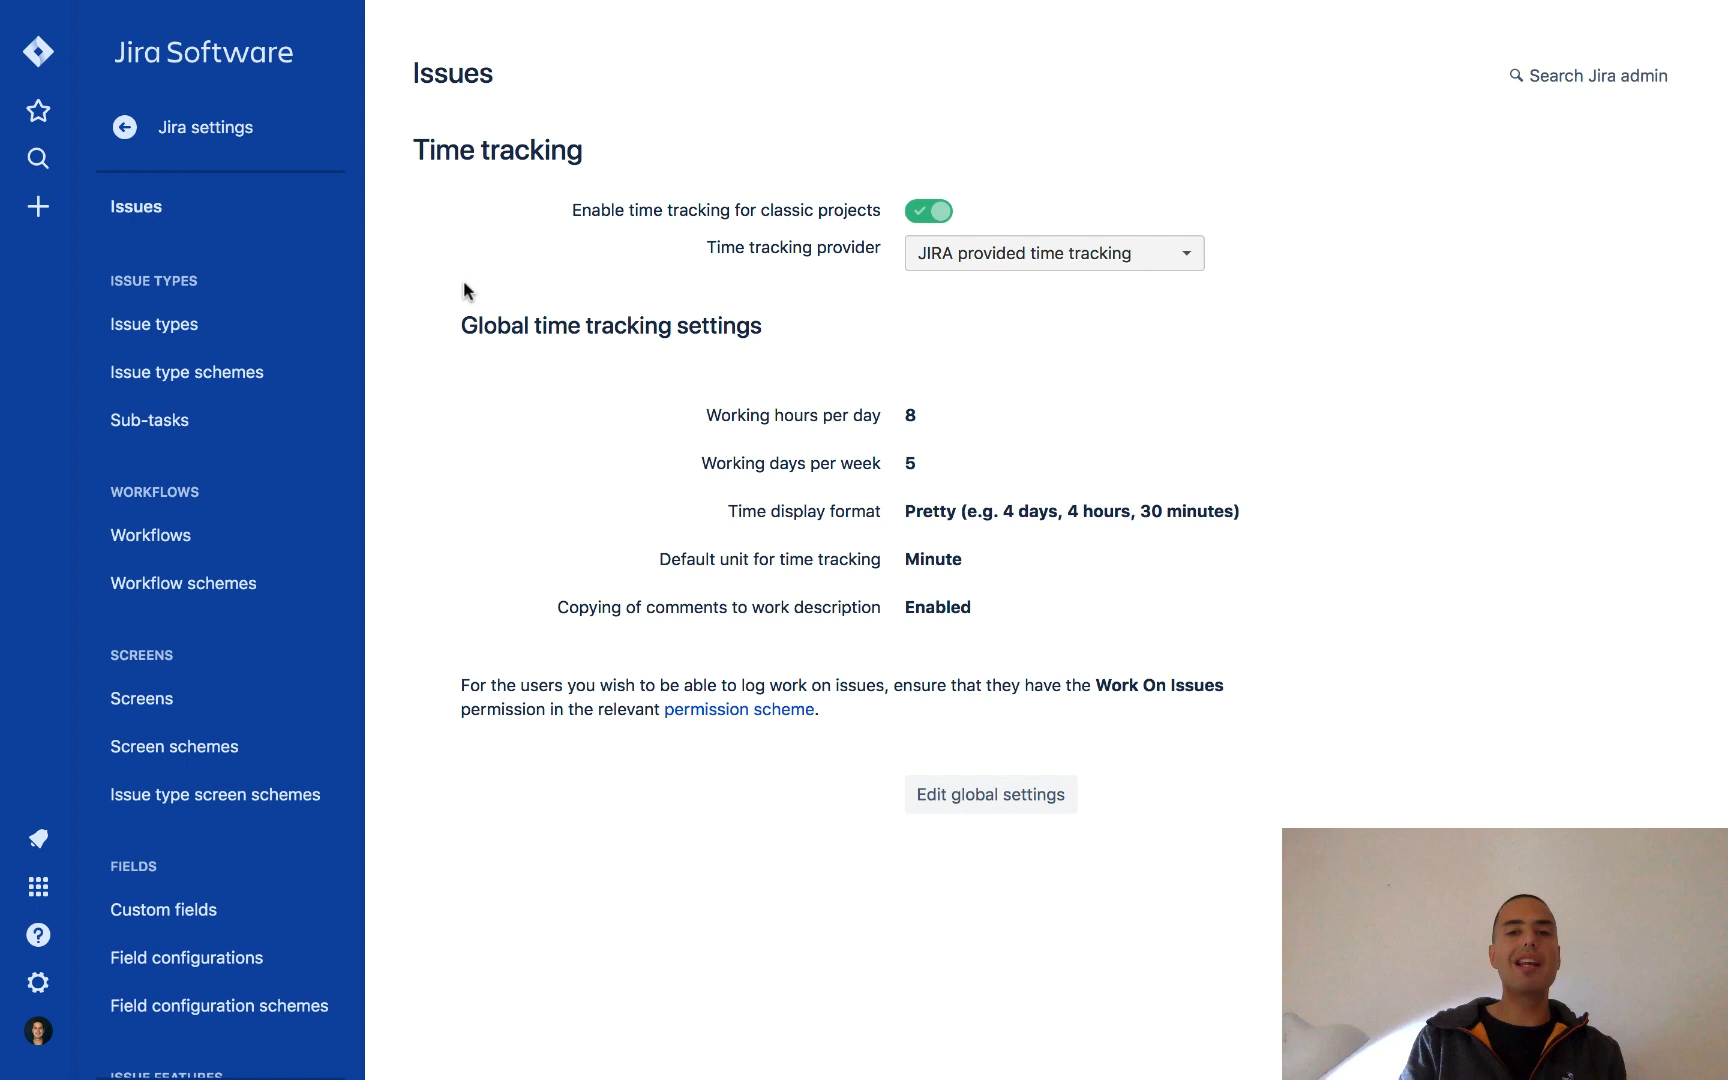 Jira Software
Jira settings
Issues
ISSUE TYPES
Issue types
Issue type schemes
Sub-tasks
WORKFLOWS
Workflows
Workflow schemes
SCREENS
Screens
Screen schemes
Issue type screen schemes
FIELDS
Custom fields
Field configurations
Field configuration schemes
ISSUE FEATURES
Issues
Search Jira admin
Time tracking
Enable time tracking for classic projects
Time tracking provider JIRA provided time tracking
Global time tracking settings
Working hours per day 8
Working days per week 5
Time display format Pretty (e.g. 4 days, 4 hours, 30 minutes)
Default unit for time tracking Minute
Copying of comments to work description Enabled
For the users you wish to be able to log work on issues, ensure that they have the Work On Issues
permission in the relevant permission scheme.
Edit global settings